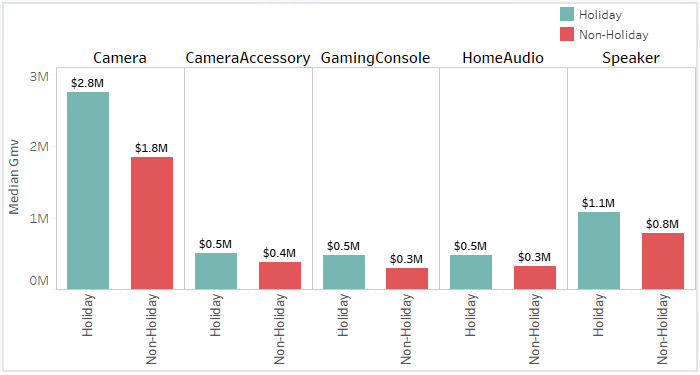 Holiday
Non-Holiday
Camera CameraAccessory GamingConsole HomeAudio Speaker
3M
2M
1M
0M
Median Gmv
$2.8M
$1.8M
$0.5M
$0.4M
$0.5M
$0.3M
$0.5M
$0.3M
$1.1M
$0.8M
Holiday
Non-Holiday
Holiday
Non-Holiday
Holiday
Non-Holiday
Holiday
Non-Holiday
Holiday
Non-Holiday